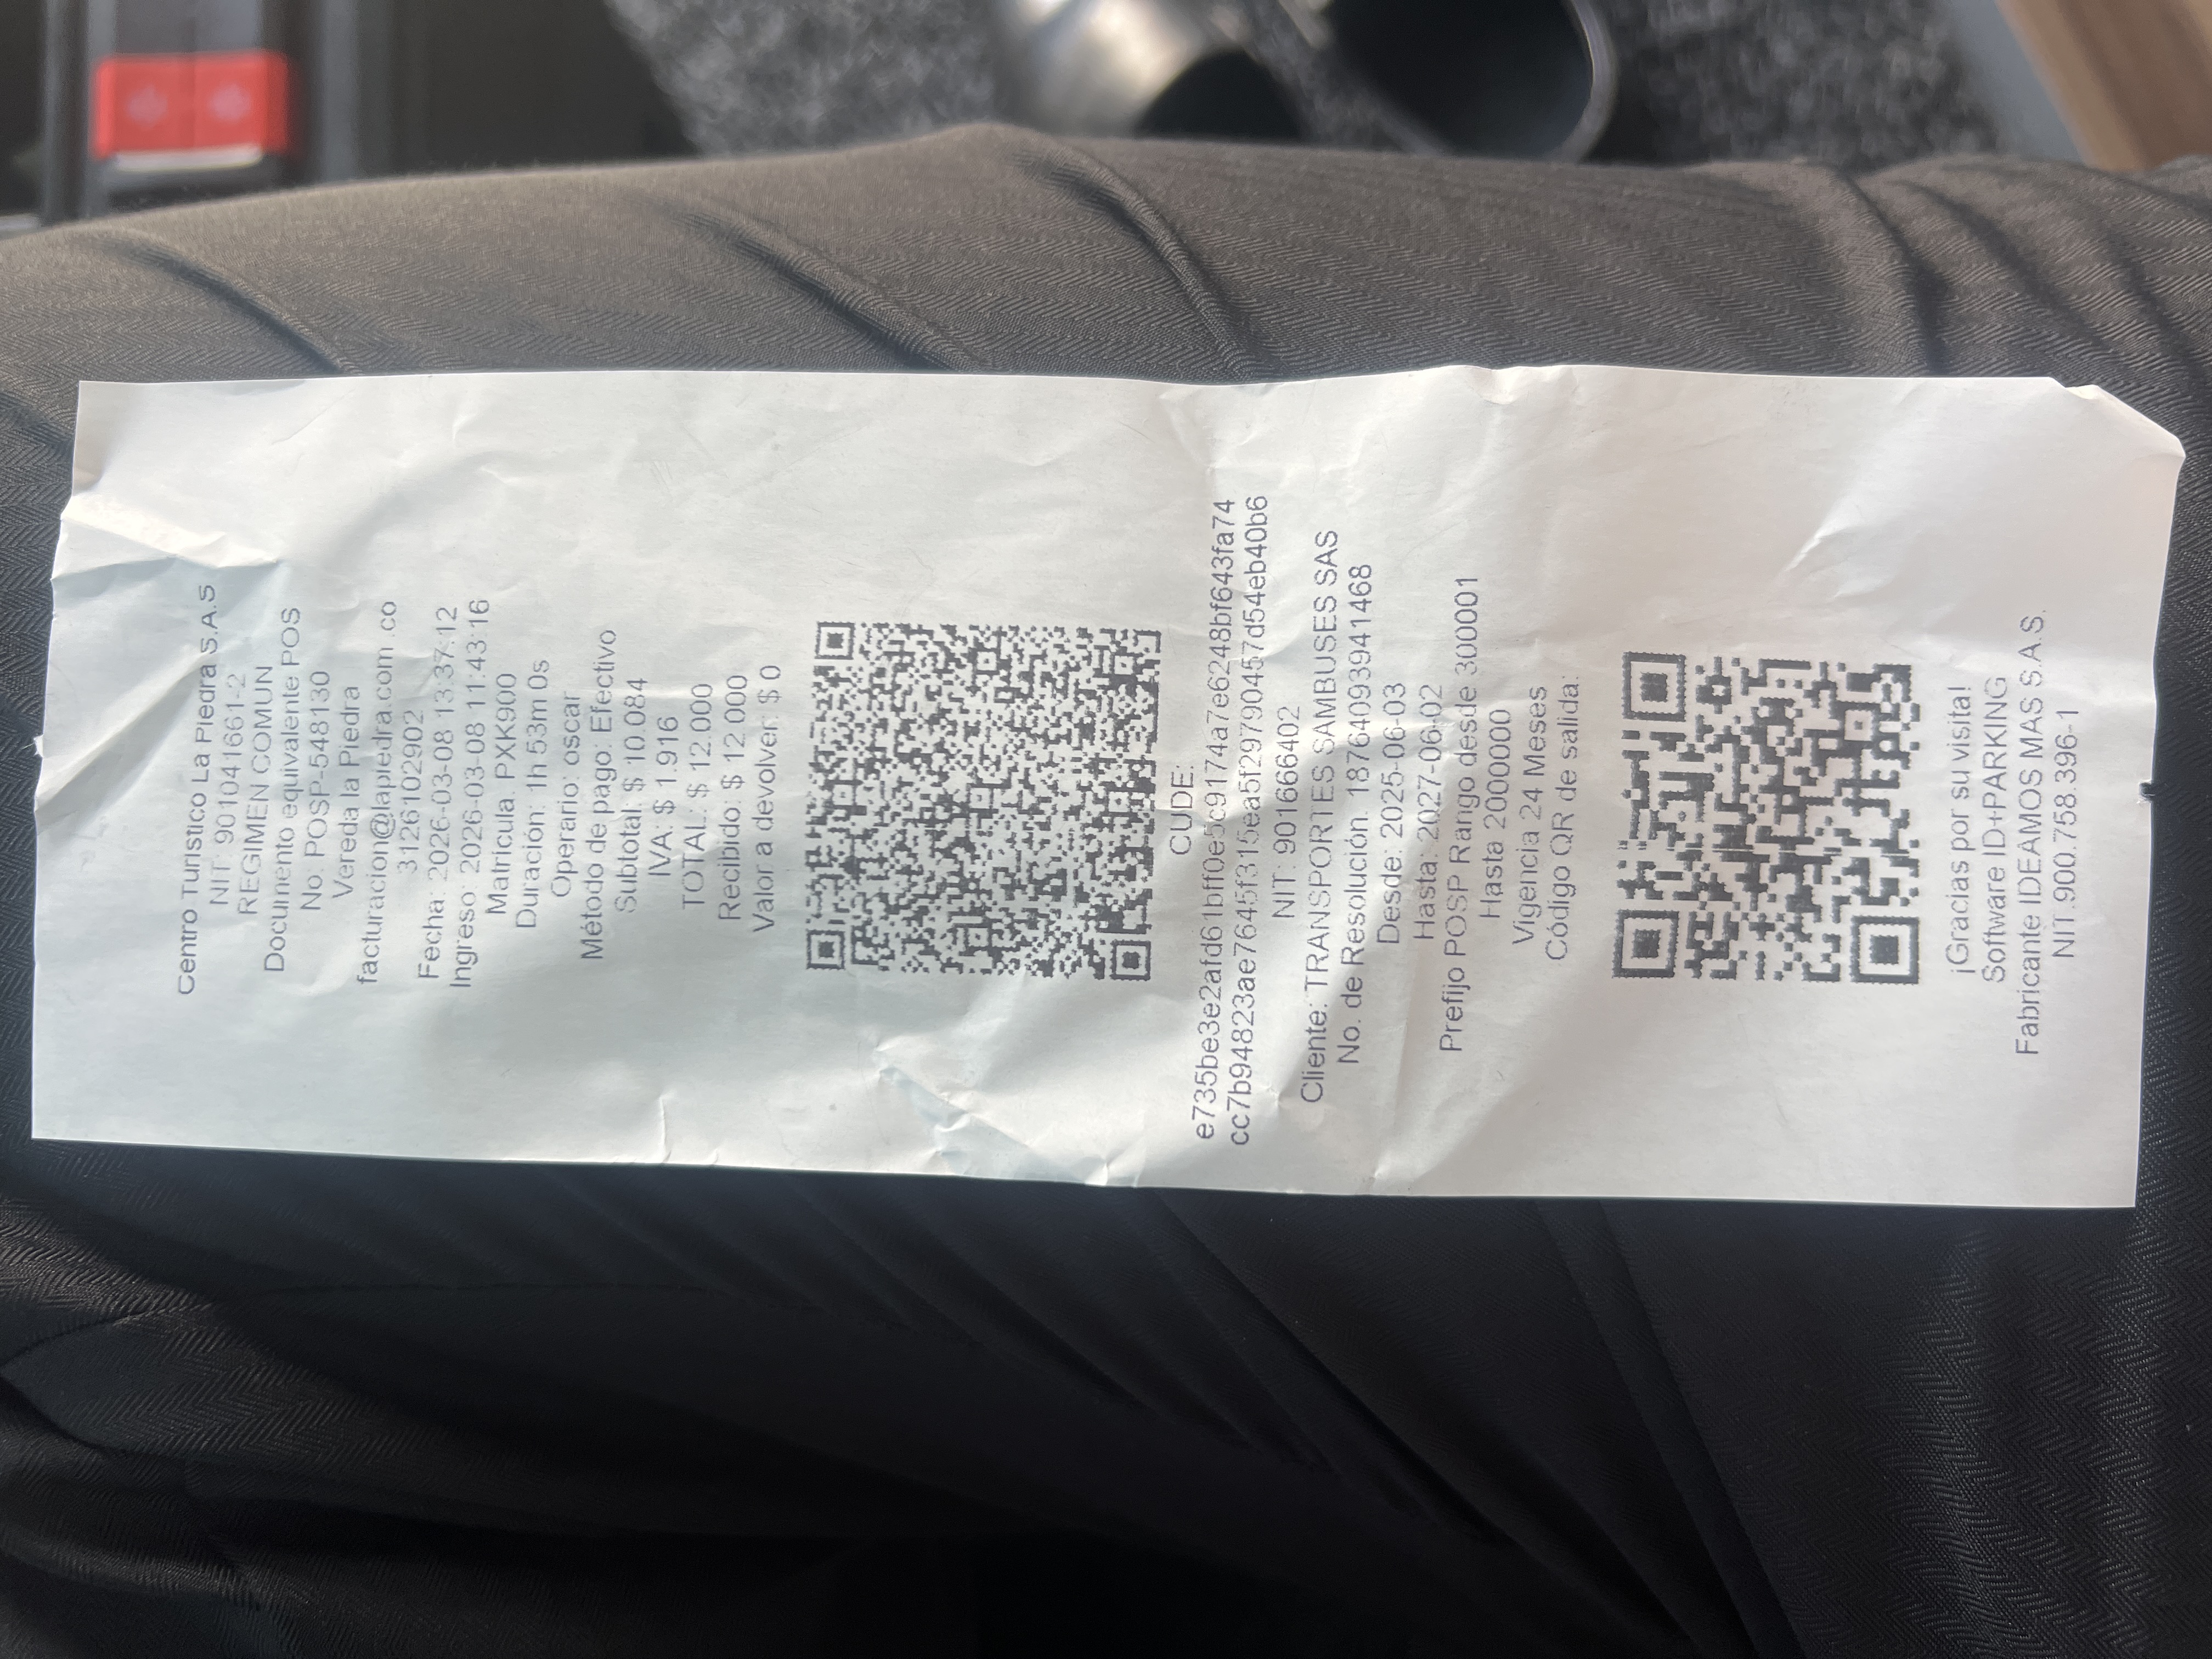 Centro Turistico La Piedra S.A.S
NIT: 901041661-2
REGIMEN COMUN
Documento equivalente POS
No. POSP-548130
Vereda la Piedra
facturacion@lapiedra.com .co
3126102902
Fecha: 2026-03-08 13:37:12
Ingreso: 2026-03-08 11:43:16
Matrícula: PXK900
Duración: 1h 53m 0s
Operario: oscar
Método de pago: Efectivo
Subtotal: $ 10.084
IVA: $ 1.916
TOTAL: $ 12.000
Recibido: $ 12.000
Valor a devolver: $ 0
CUDE:
e735be3e2afd61bff0e5c9174a7e6248bf643fa74
cc7b94823ae7645f315ea5f29790457d54eb40b6
NIT: 901666402
Cliente: TRANSPORTES SAMBUSES SAS
No. de Resolución: 18764093941468
Desde: 2025-06-03
Hasta: 2027-06-02
Prefijo POSP Rango desde 300001
Hasta 2000000
Vigencia 24 Meses
Código QR de salida:
¡Gracias por su visita!
Software ID+PARKING
Fabricante IDEAMOS MAS S.A.S.
NIT.900.758.396-1